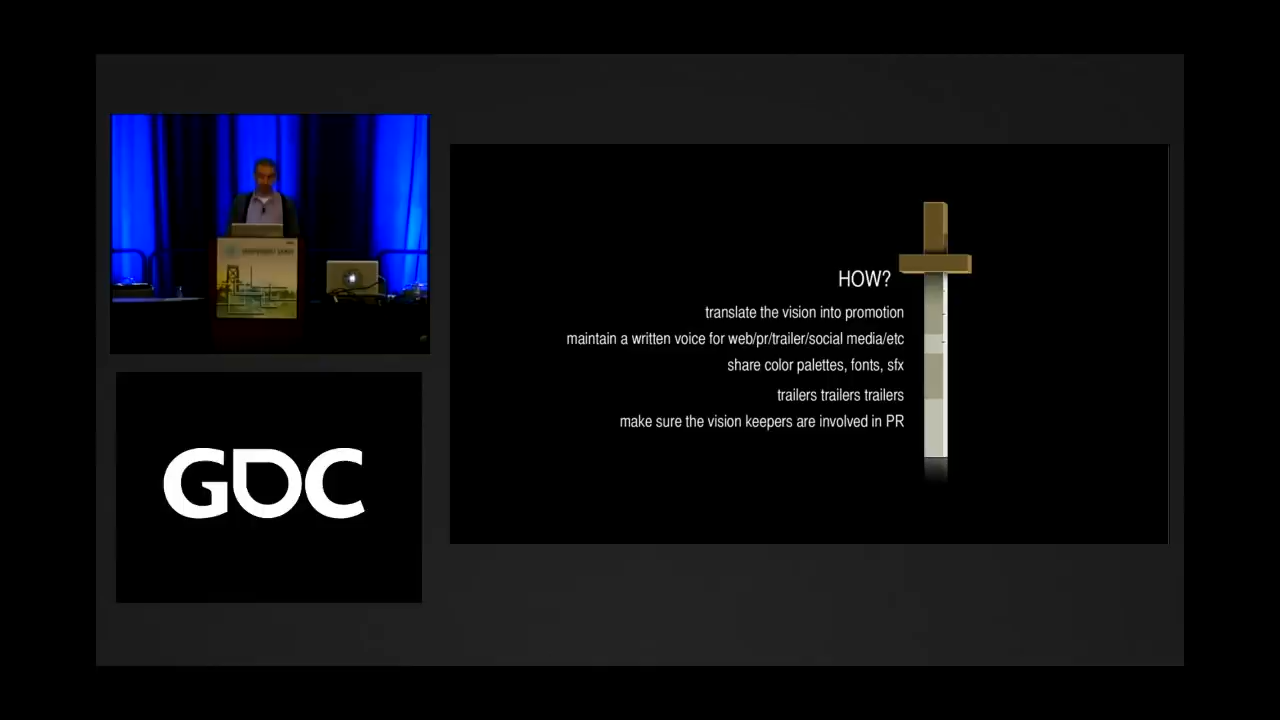 HOW?
translate the vision into promotion
maintain a written voice for web/pr/trailer/social media/etc
share color palettes, fonts, sfx
trailers trailers trailers
make sure the vision keepers are involved in PR
GDC